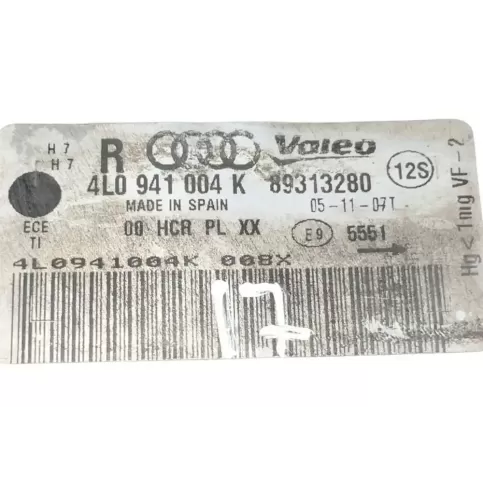 H7 R Valeo
H7
4L0 941 004 K 89313280 12S
MADE IN SPAIN 05-11-07T
ECE 00 HCR PL XX E9 5551
TI
4L0941004K 008X
Hg<1mg VF-2
17